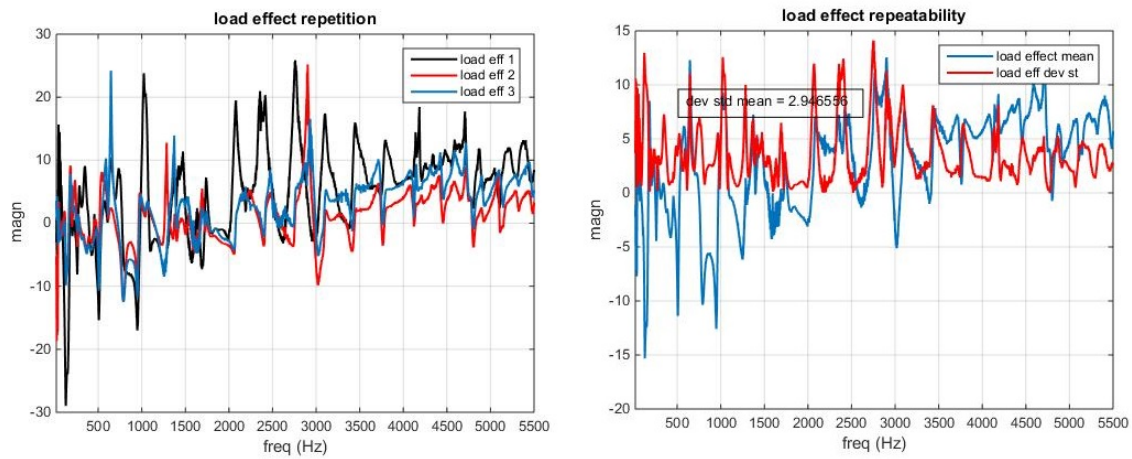 load effect repetition
30
20
10
0
-10
-20
-30
magn
500 1000 1500 2000 2500 3000 3500 4000 4500 5000 5500
freq (Hz)
load eff 1
load eff 2
load eff 3
load effect repeatability
15
10
5
0
-5
-10
-15
-20
magn
500 1000 1500 2000 2500 3000 3500 4000 4500 5000 5500
freq (Hz)
load effect mean
load eff dev st
dev std mean = 2.946556